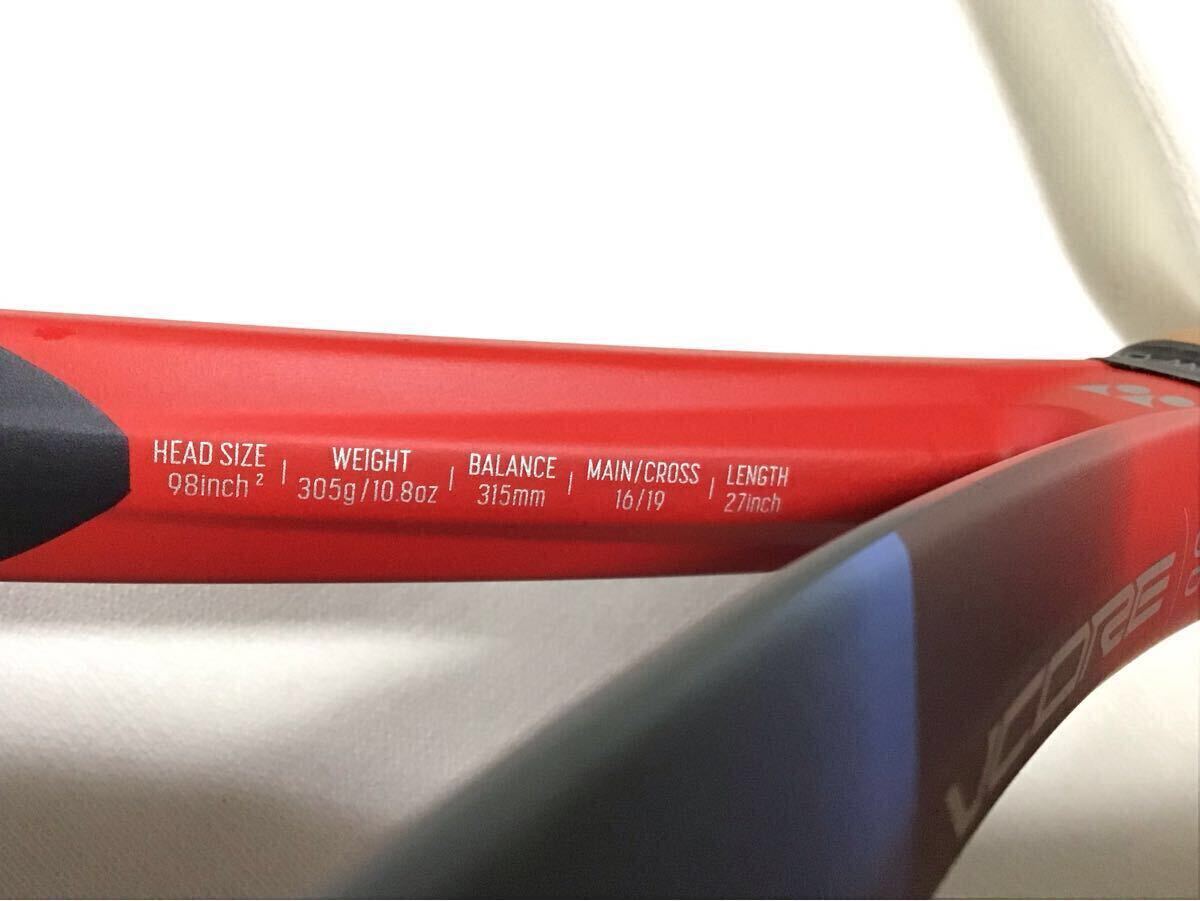 HEAD SIZE | WEIGHT | BALANCE | MAIN/CROSS | LENGTH
98inch² | 305g/10.8oz | 315mm | 16/19 | 27inch
VCORE